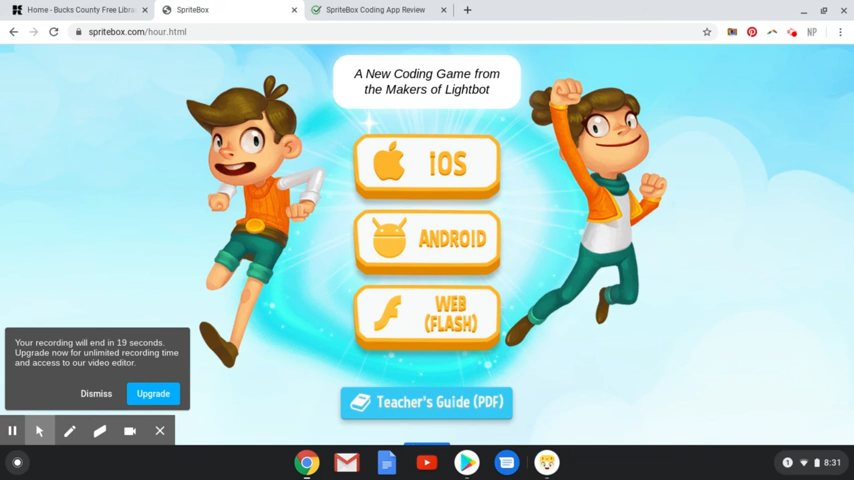 Home - Bucks County Free Libra
SpriteBox
SpriteBox Coding App Review
spritebox.com/hour.html
NP
A New Coding Game from
the Makers of Lightbot
iOS
ANDROID
WEB
(FLASH)
Your recording will end in 19 seconds.
Upgrade now for unlimited recording time
and access to our video editor.
Dismiss
Upgrade
Teacher's Guide (PDF)
1
8:31